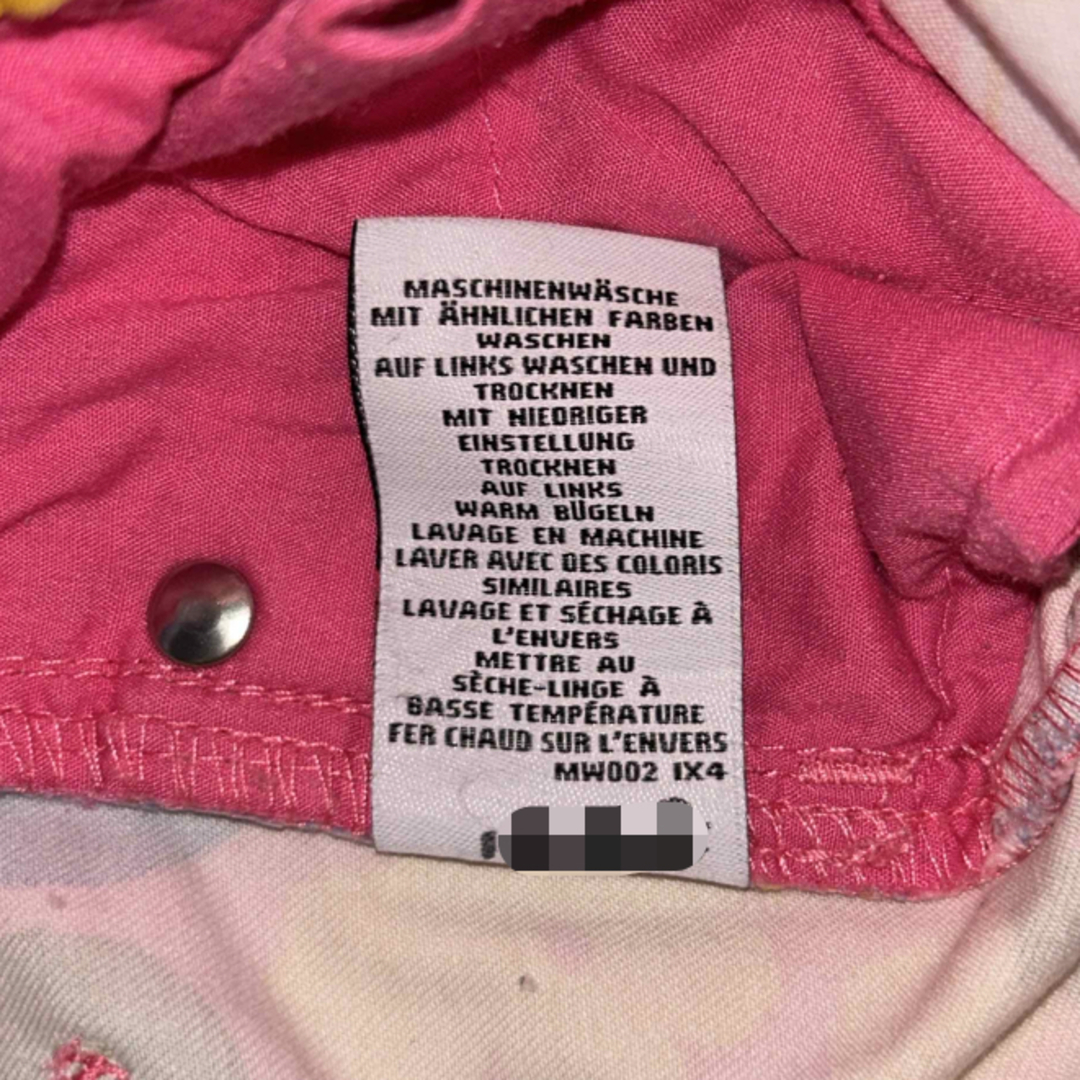 MASCHINENWÄSCHE
MIT ÄHNLICHEN FARBEN
WASCHEN
AUF LINKS WASCHEN UND
TROCKNEN
MIT NIEDRIGER
EINSTELLUNG
TROCKNEN
AUF LINKS
WARM BÜGELN
LAVAGE EN MACHINE
LAVER AVEC DES COLORIS
SIMILAIRES
LAVAGE ET SÉCHAGE À
L'ENVERS
METTRE AU
SÈCHE-LINGE À
BASSE TEMPÉRATURE
FER CHAUD SUR L'ENVERS
MW002 IX4